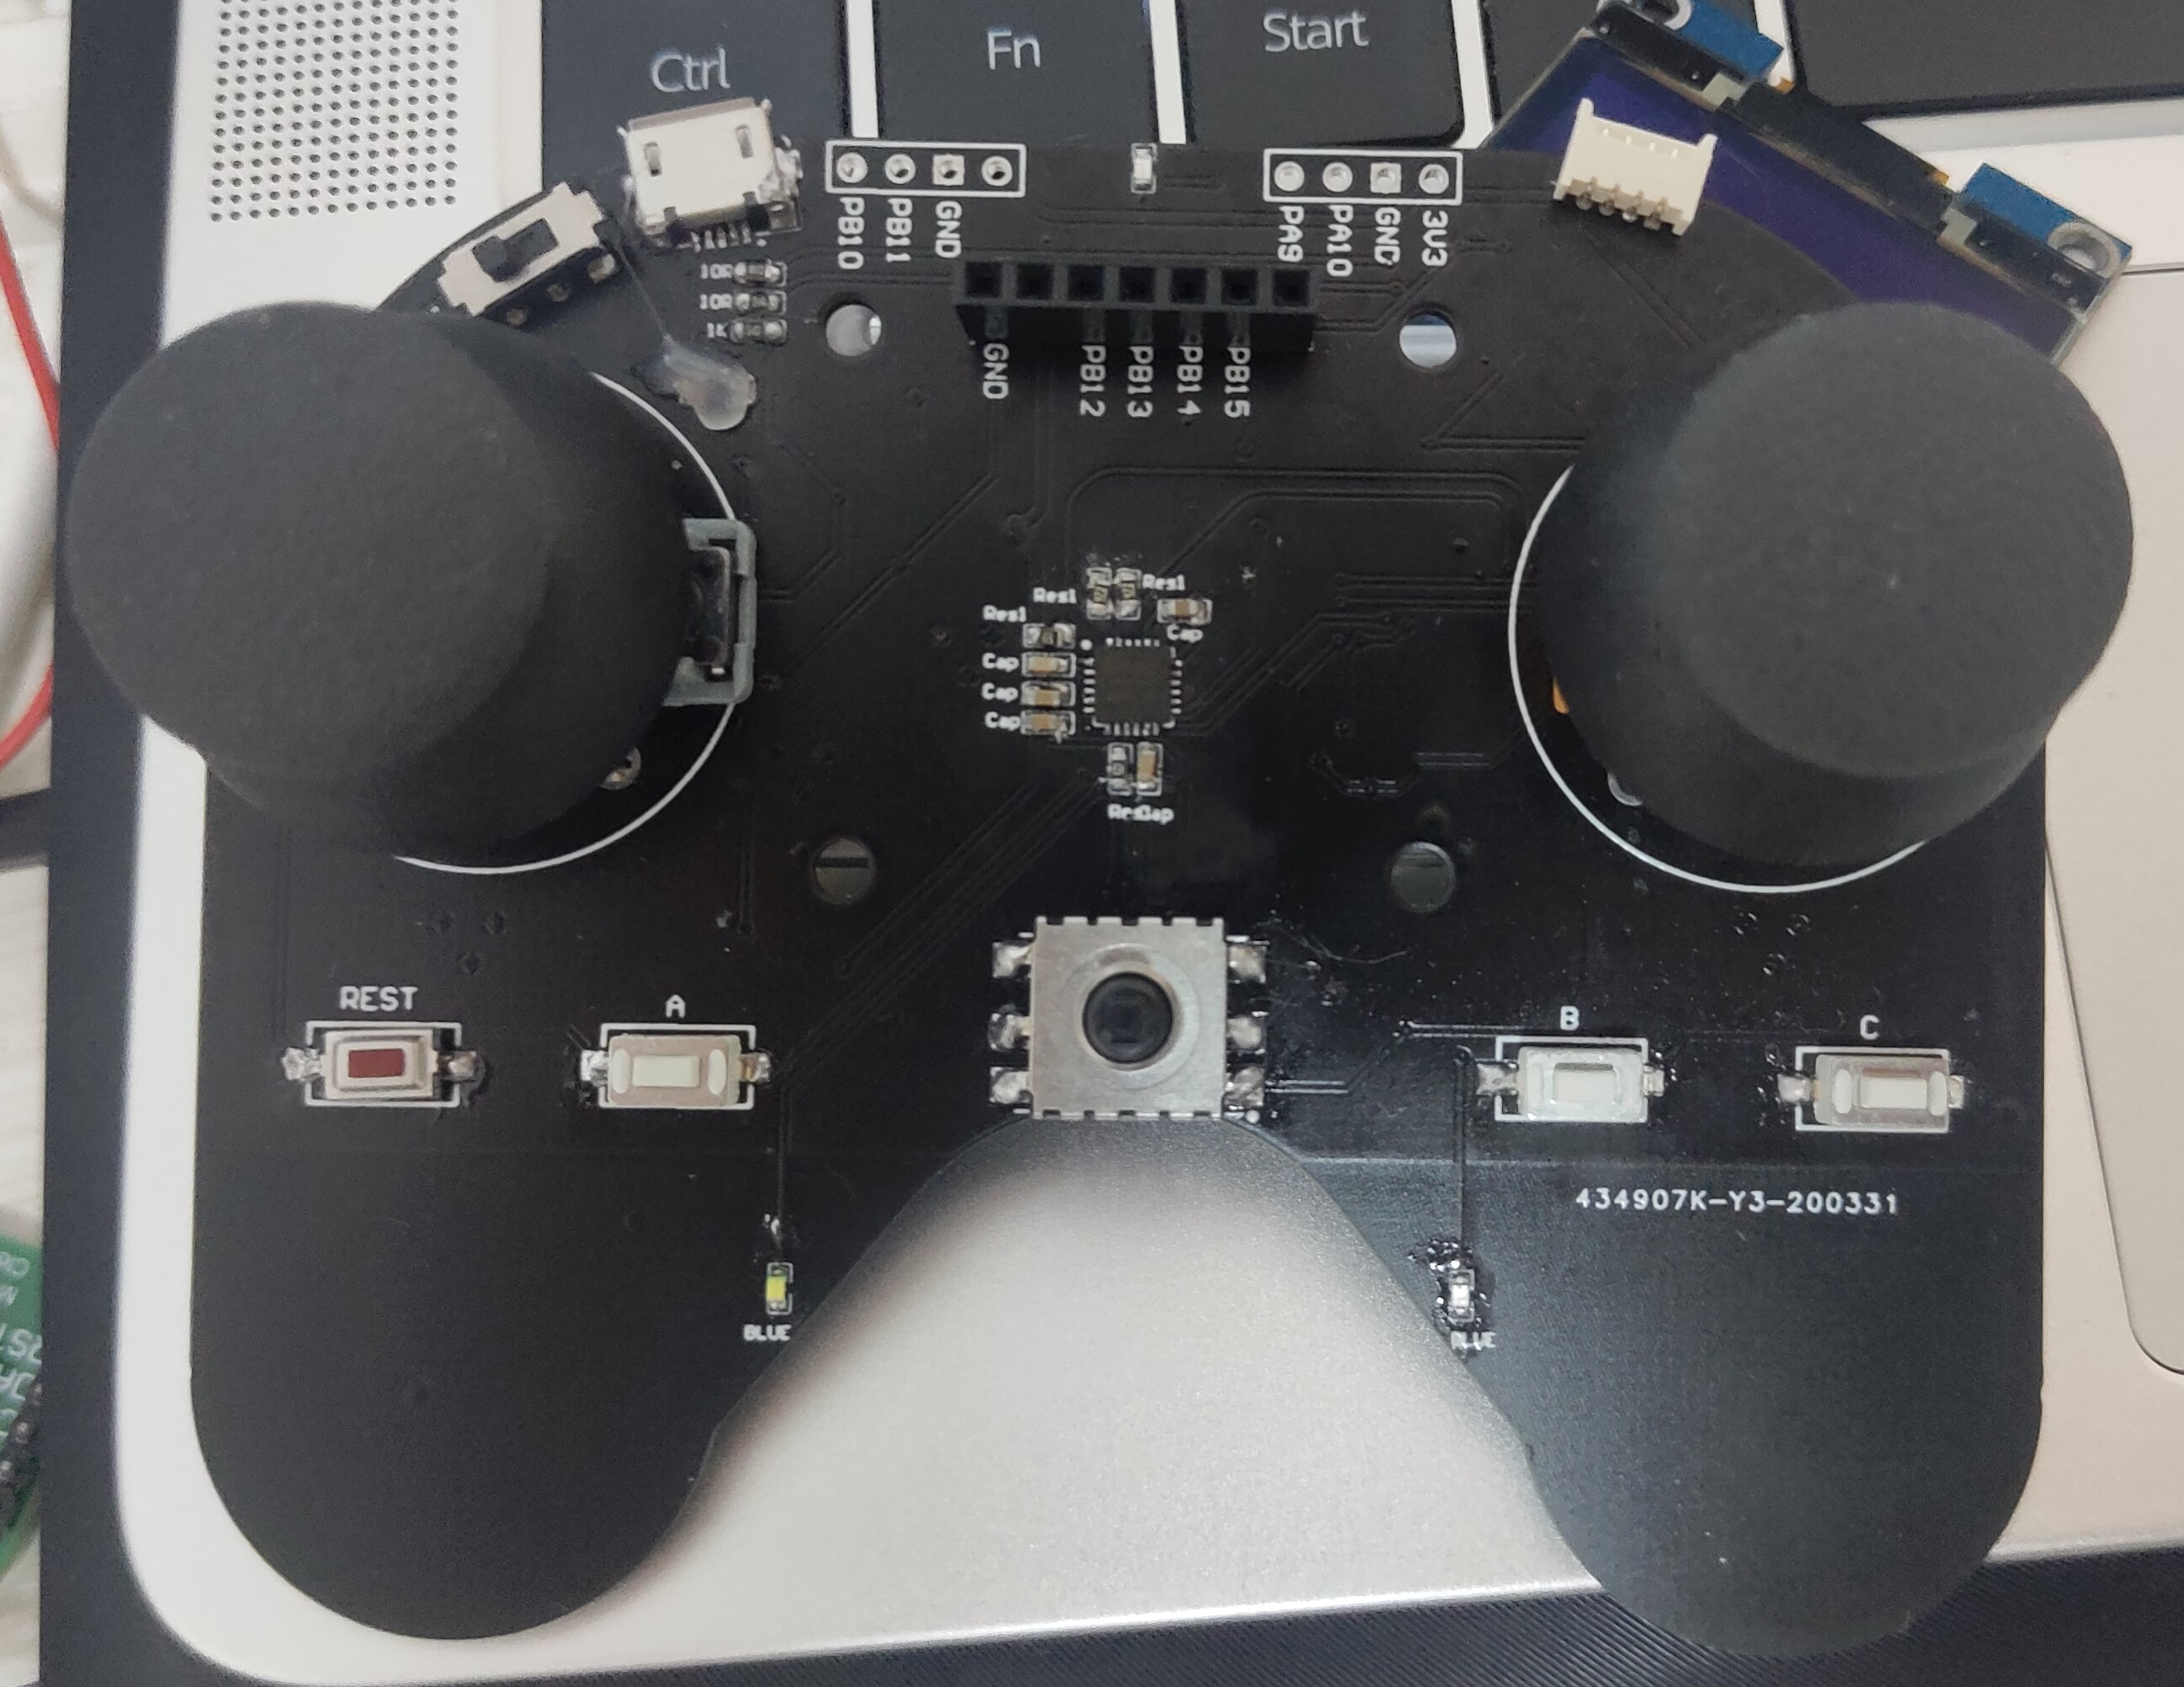 Ctrl
Fn
Start
PB10
PB11
GND
PA9
PA10
GND
3V3
10R
10R
1K
GND
PB12
PB13
PB14
PB15
Res1
Res1
Res1
Cap
Cap
Cap
Cap
REST
A
B
C
434907K-Y3-200331
BLUE
BLUE